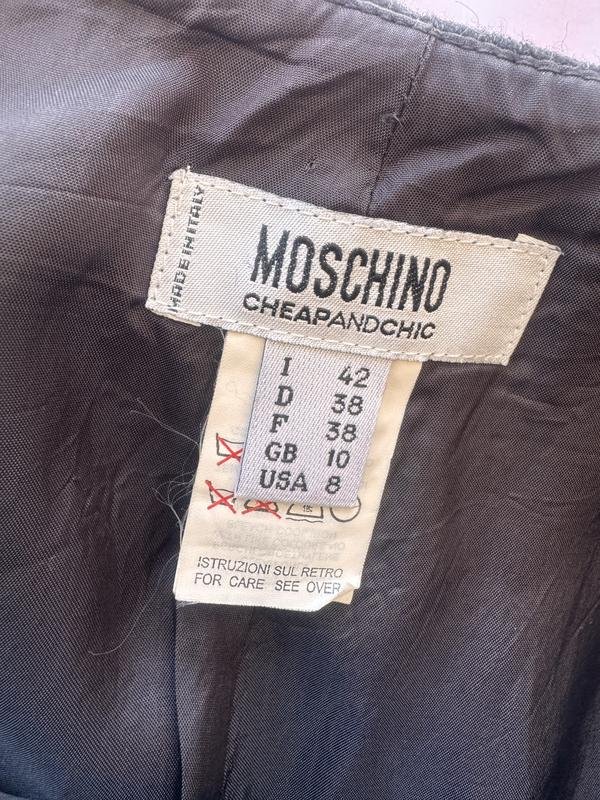 MADE IN ITALY
MOSCHINO
CHEAPANDCHIC
I 42
D 38
F 38
GB 10
USA 8
ISTRUZIONI SUL RETRO
FOR CARE SEE OVER